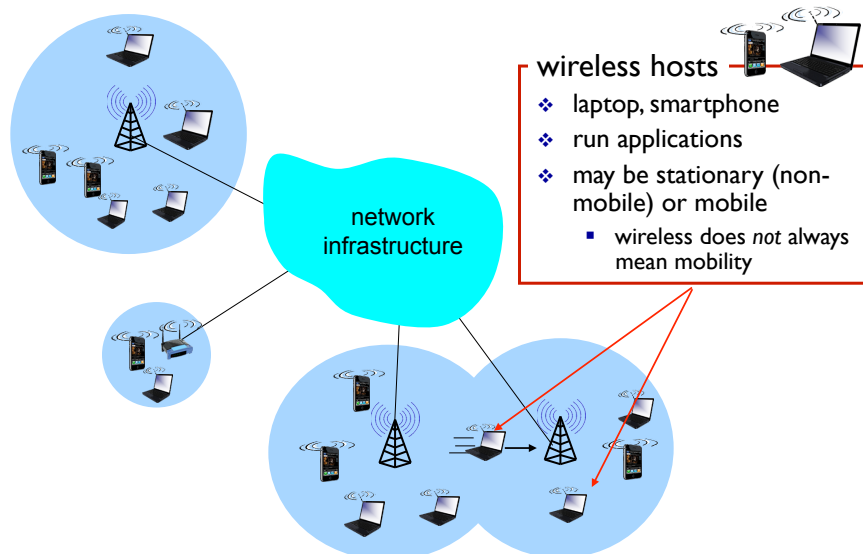 wireless hosts
❖ laptop, smartphone
❖ run applications
❖ may be stationary (non-
mobile) or mobile
▪ wireless does not always
mean mobility
network
infrastructure